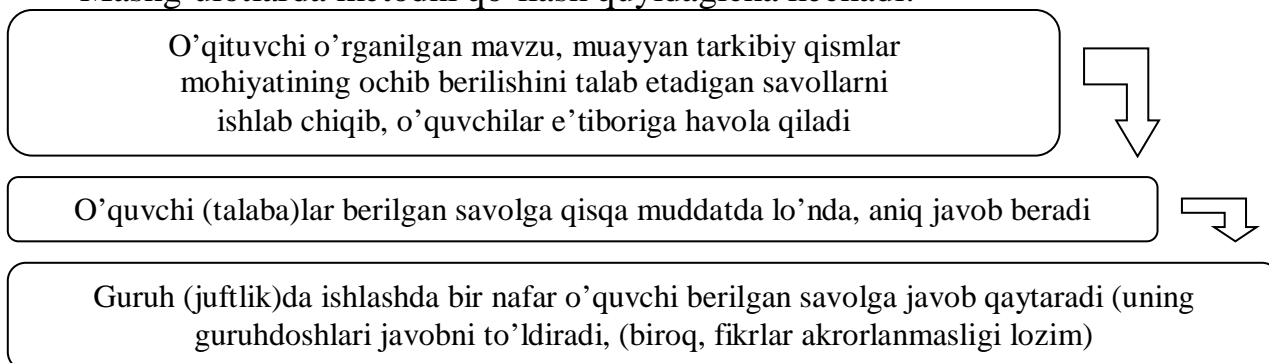 O’qituvchi o’rganilgan mavzu, muayyan tarkibiy qismlar
mohiyatining ochib berilishini talab etadigan savollarni
ishlab chiqib, o’quvchilar e’tiboriga havola qiladi
O’quvchi (talaba)lar berilgan savolga qisqa muddatda lo’nda, aniq javob beradi
Guruh (juftlik)da ishlashda bir nafar o’quvchi berilgan savolga javob qaytaradi (uning
guruhdoshlari javobni to’ldiradi, (biroq, fikrlar akrorlanmasligi lozim)